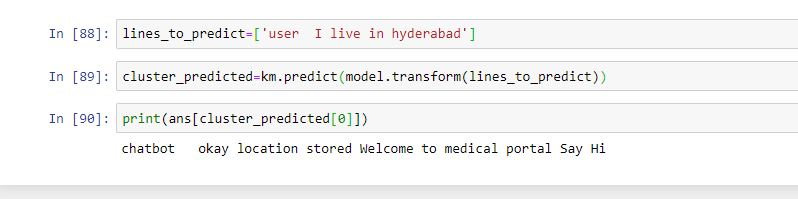 In [88]: lines_to_predict=['user  I live in hyderabad']
In [89]: cluster_predicted=km.predict(model.transform(lines_to_predict))
In [90]: print(ans[cluster_predicted[0]])
chatbot   okay location stored Welcome to medical portal Say Hi